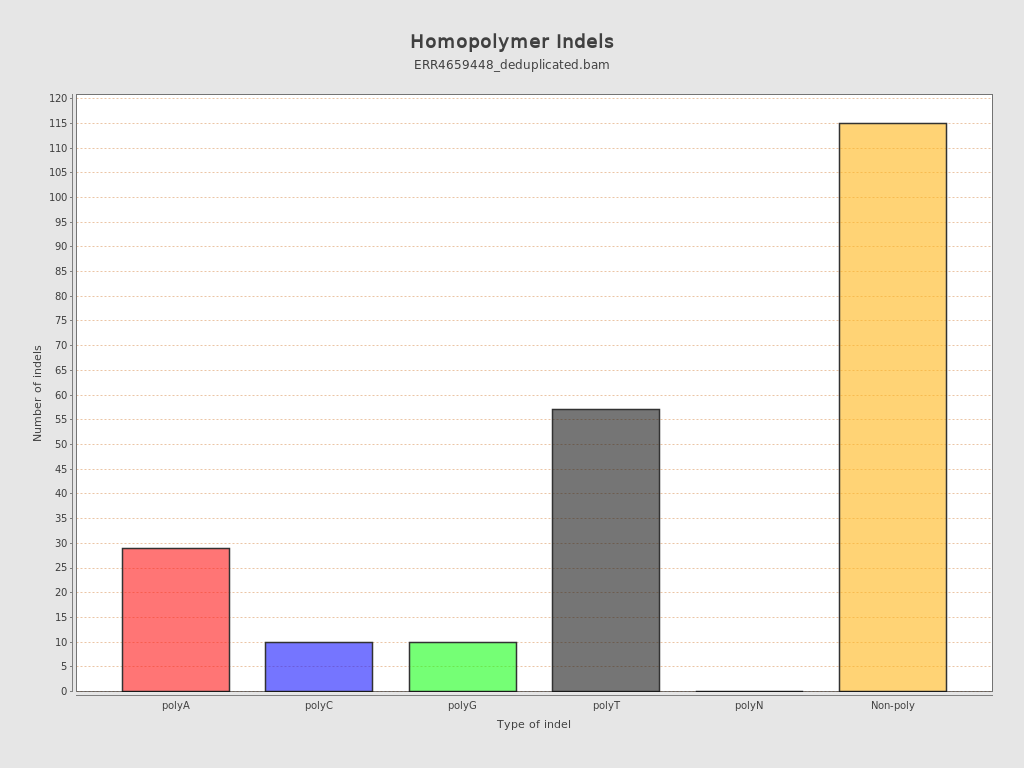 Homopolymer Indels
ERR4659448_deduplicated.bam
120
115
110
105
100
95
90
85
80
75
70
65
60
55
50
45
40
35
30
25
20
15
10
5
0
Number of indels
polyA
polyC
polyG
polyT
polyN
Non-poly
Type of indel